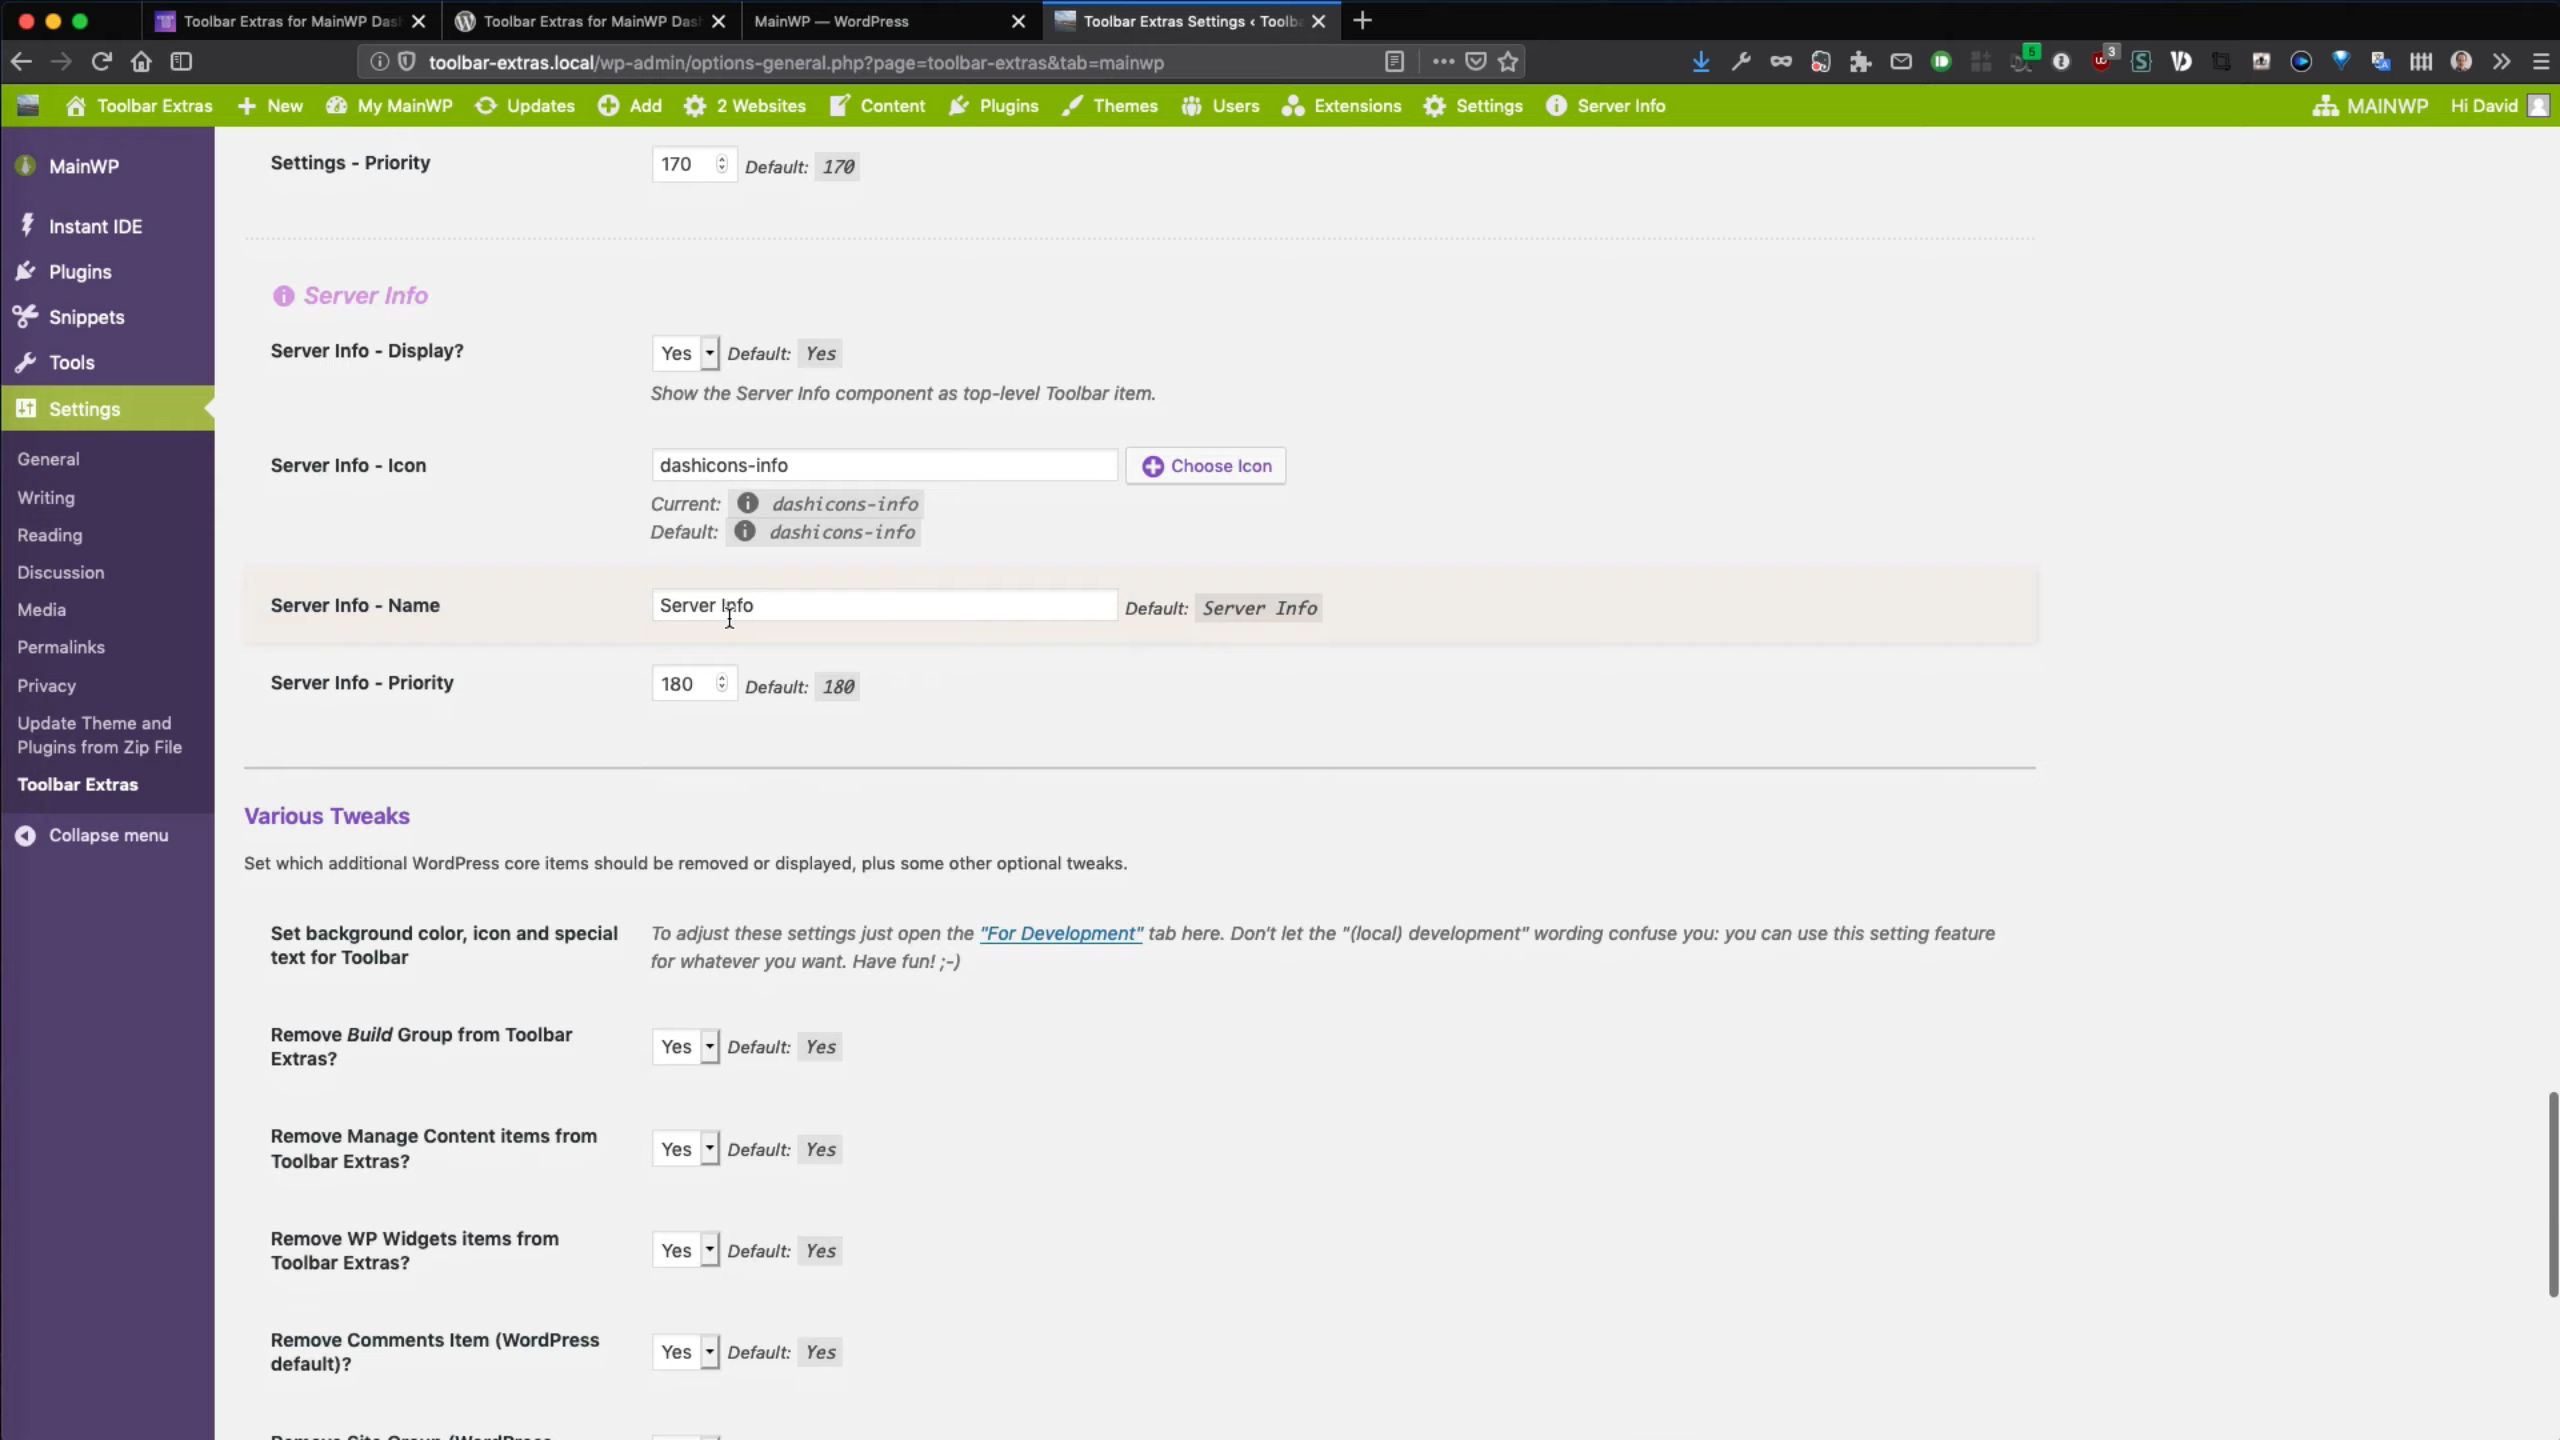 Toolbar Extras for MainWP Das
Toolbar Extras for MainWP Das
MainWP — WordPress
Toolbar Extras Settings ‹ Toolba
toolbar-extras.local/wp-admin/options-general.php?page=toolbar-extras&tab=mainwp
5
3
Toolbar Extras
New
My MainWP
Updates
Add
2 Websites
Content
Plugins
Themes
Users
Extensions
Settings
Server Info
MAINWP
Hi David
MainWP
Instant IDE
Plugins
Snippets
Tools
Settings
General
Writing
Reading
Discussion
Media
Permalinks
Privacy
Update Theme and
Plugins from Zip File
Toolbar Extras
Collapse menu
Settings - Priority
170 Default: 170
Server Info
Server Info - Display?
Yes Default: Yes
Show the Server Info component as top-level Toolbar item.
Server Info - Icon
dashicons-info Choose Icon
Current: dashicons-info
Default: dashicons-info
Server Info - Name
Server Info Default: Server Info
Server Info - Priority
180 Default: 180
Various Tweaks
Set which additional WordPress core items should be removed or displayed, plus some other optional tweaks.
Set background color, icon and special
text for Toolbar
To adjust these settings just open the "For Development" tab here. Don't let the "(local) development" wording confuse you: you can use this setting feature
for whatever you want. Have fun! ;-)
Remove Build Group from Toolbar
Extras?
Yes Default: Yes
Remove Manage Content items from
Toolbar Extras?
Yes Default: Yes
Remove WP Widgets items from
Toolbar Extras?
Yes Default: Yes
Remove Comments Item (WordPress
default)?
Yes Default: Yes